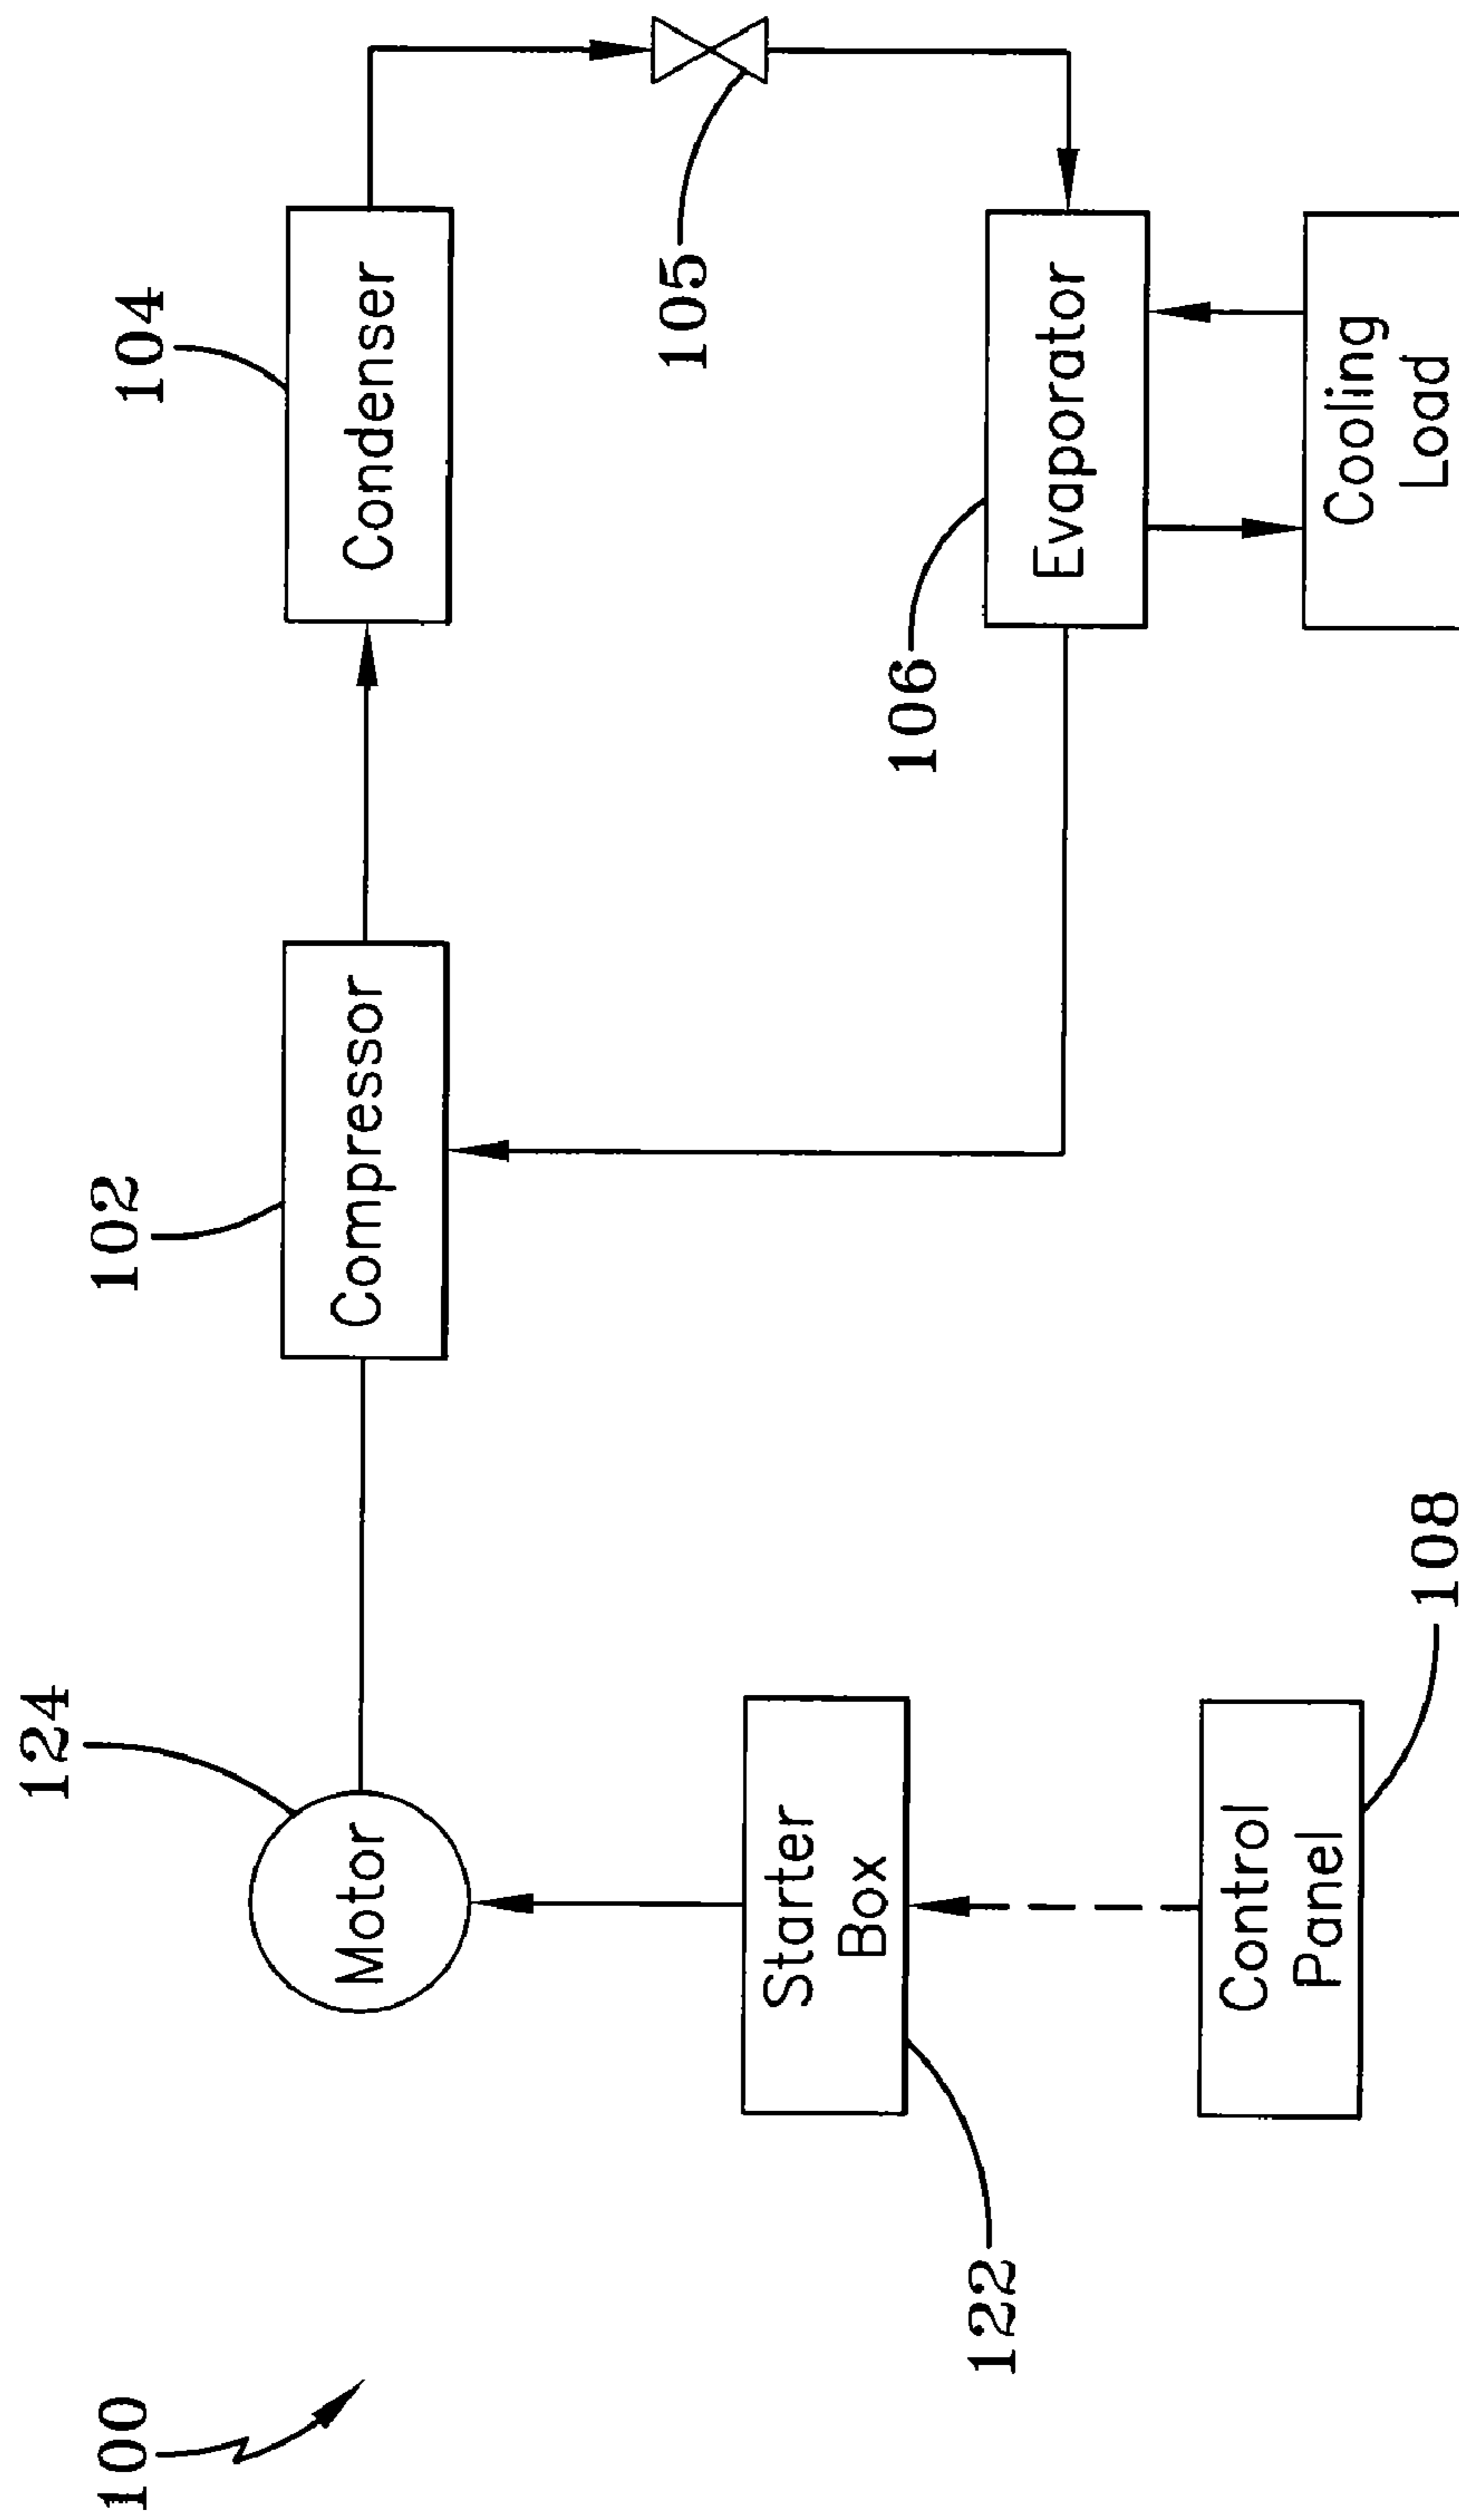 100
124
Motor
102
Compressor
104
Condenser
105
106
Evaporator
Cooling
Load
122
Starter
Box
Control
Panel
108